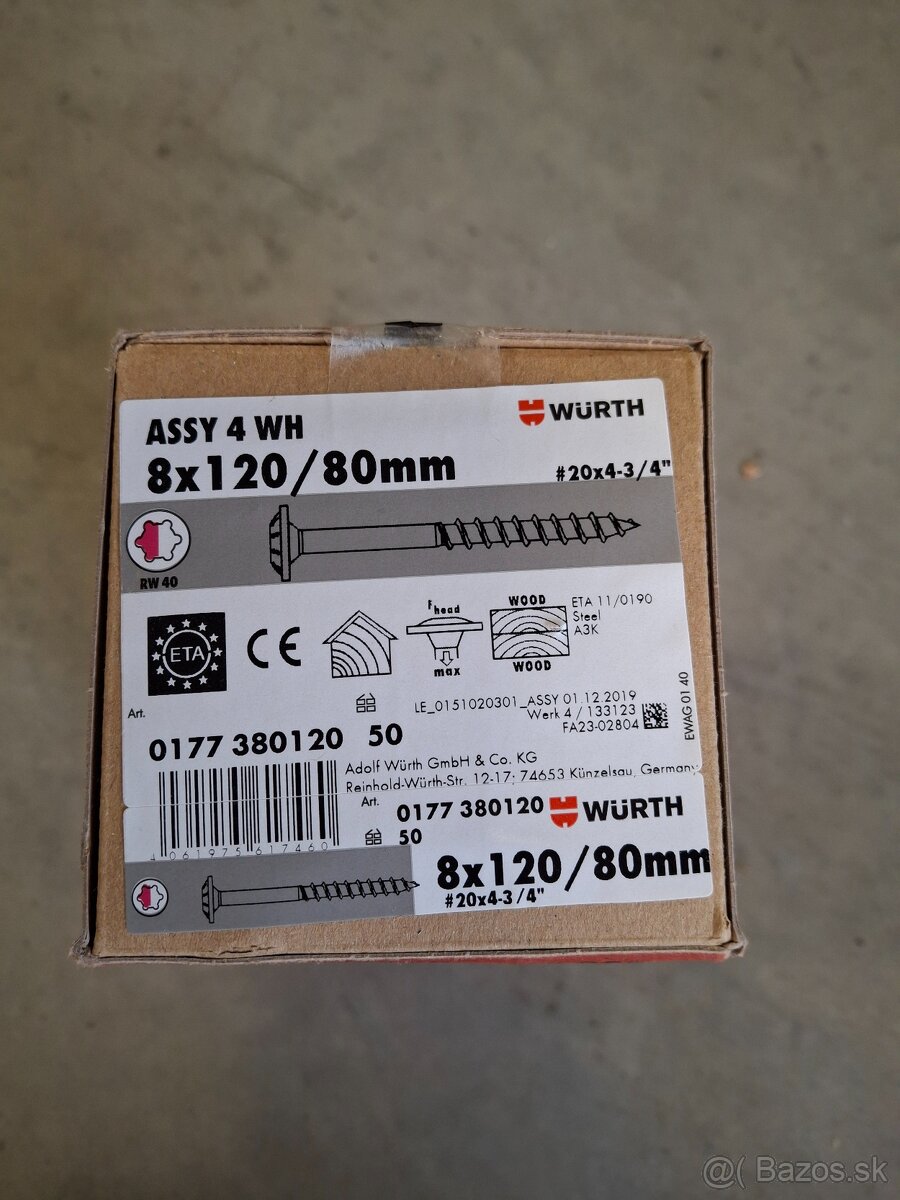 ASSY 4 WH
WÜRTH
8x120/80mm
#20x4-3/4"
RW 40
ETA
CE
F head
max
WOOD
WOOD
ETA 11/0190
Steel
A3K
Art.
LE_0151020301_ASSY 01.12.2019
Werk 4 / 133123
FA23-02804
EWAG 01 40
0177 380120 50
Adolf Würth GmbH & Co. KG
Reinhold-Würth-Str. 12-17; 74653 Künzelsau, Germany
4 061975 617460
Art.
0177 380120
WÜRTH
50
8x120/80mm
#20x4-3/4"
@( Bazos.sk